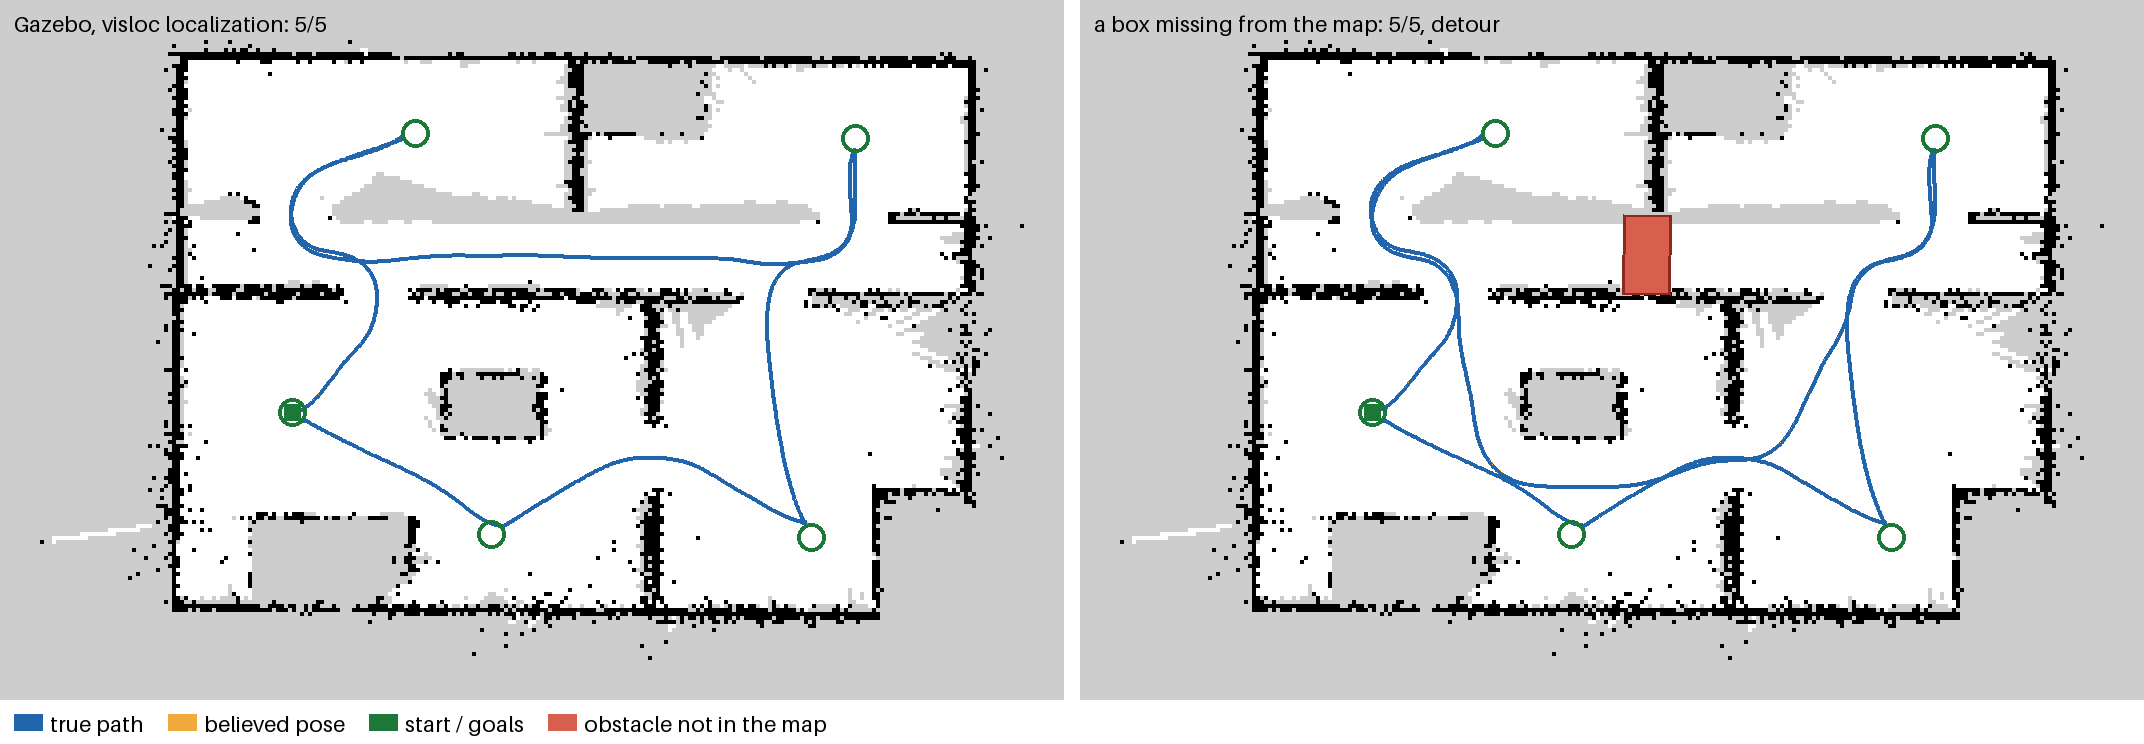 Gazebo, visloc localization: 5/5
a box missing from the map: 5/5, detour
true path
believed pose
start / goals
obstacle not in the map